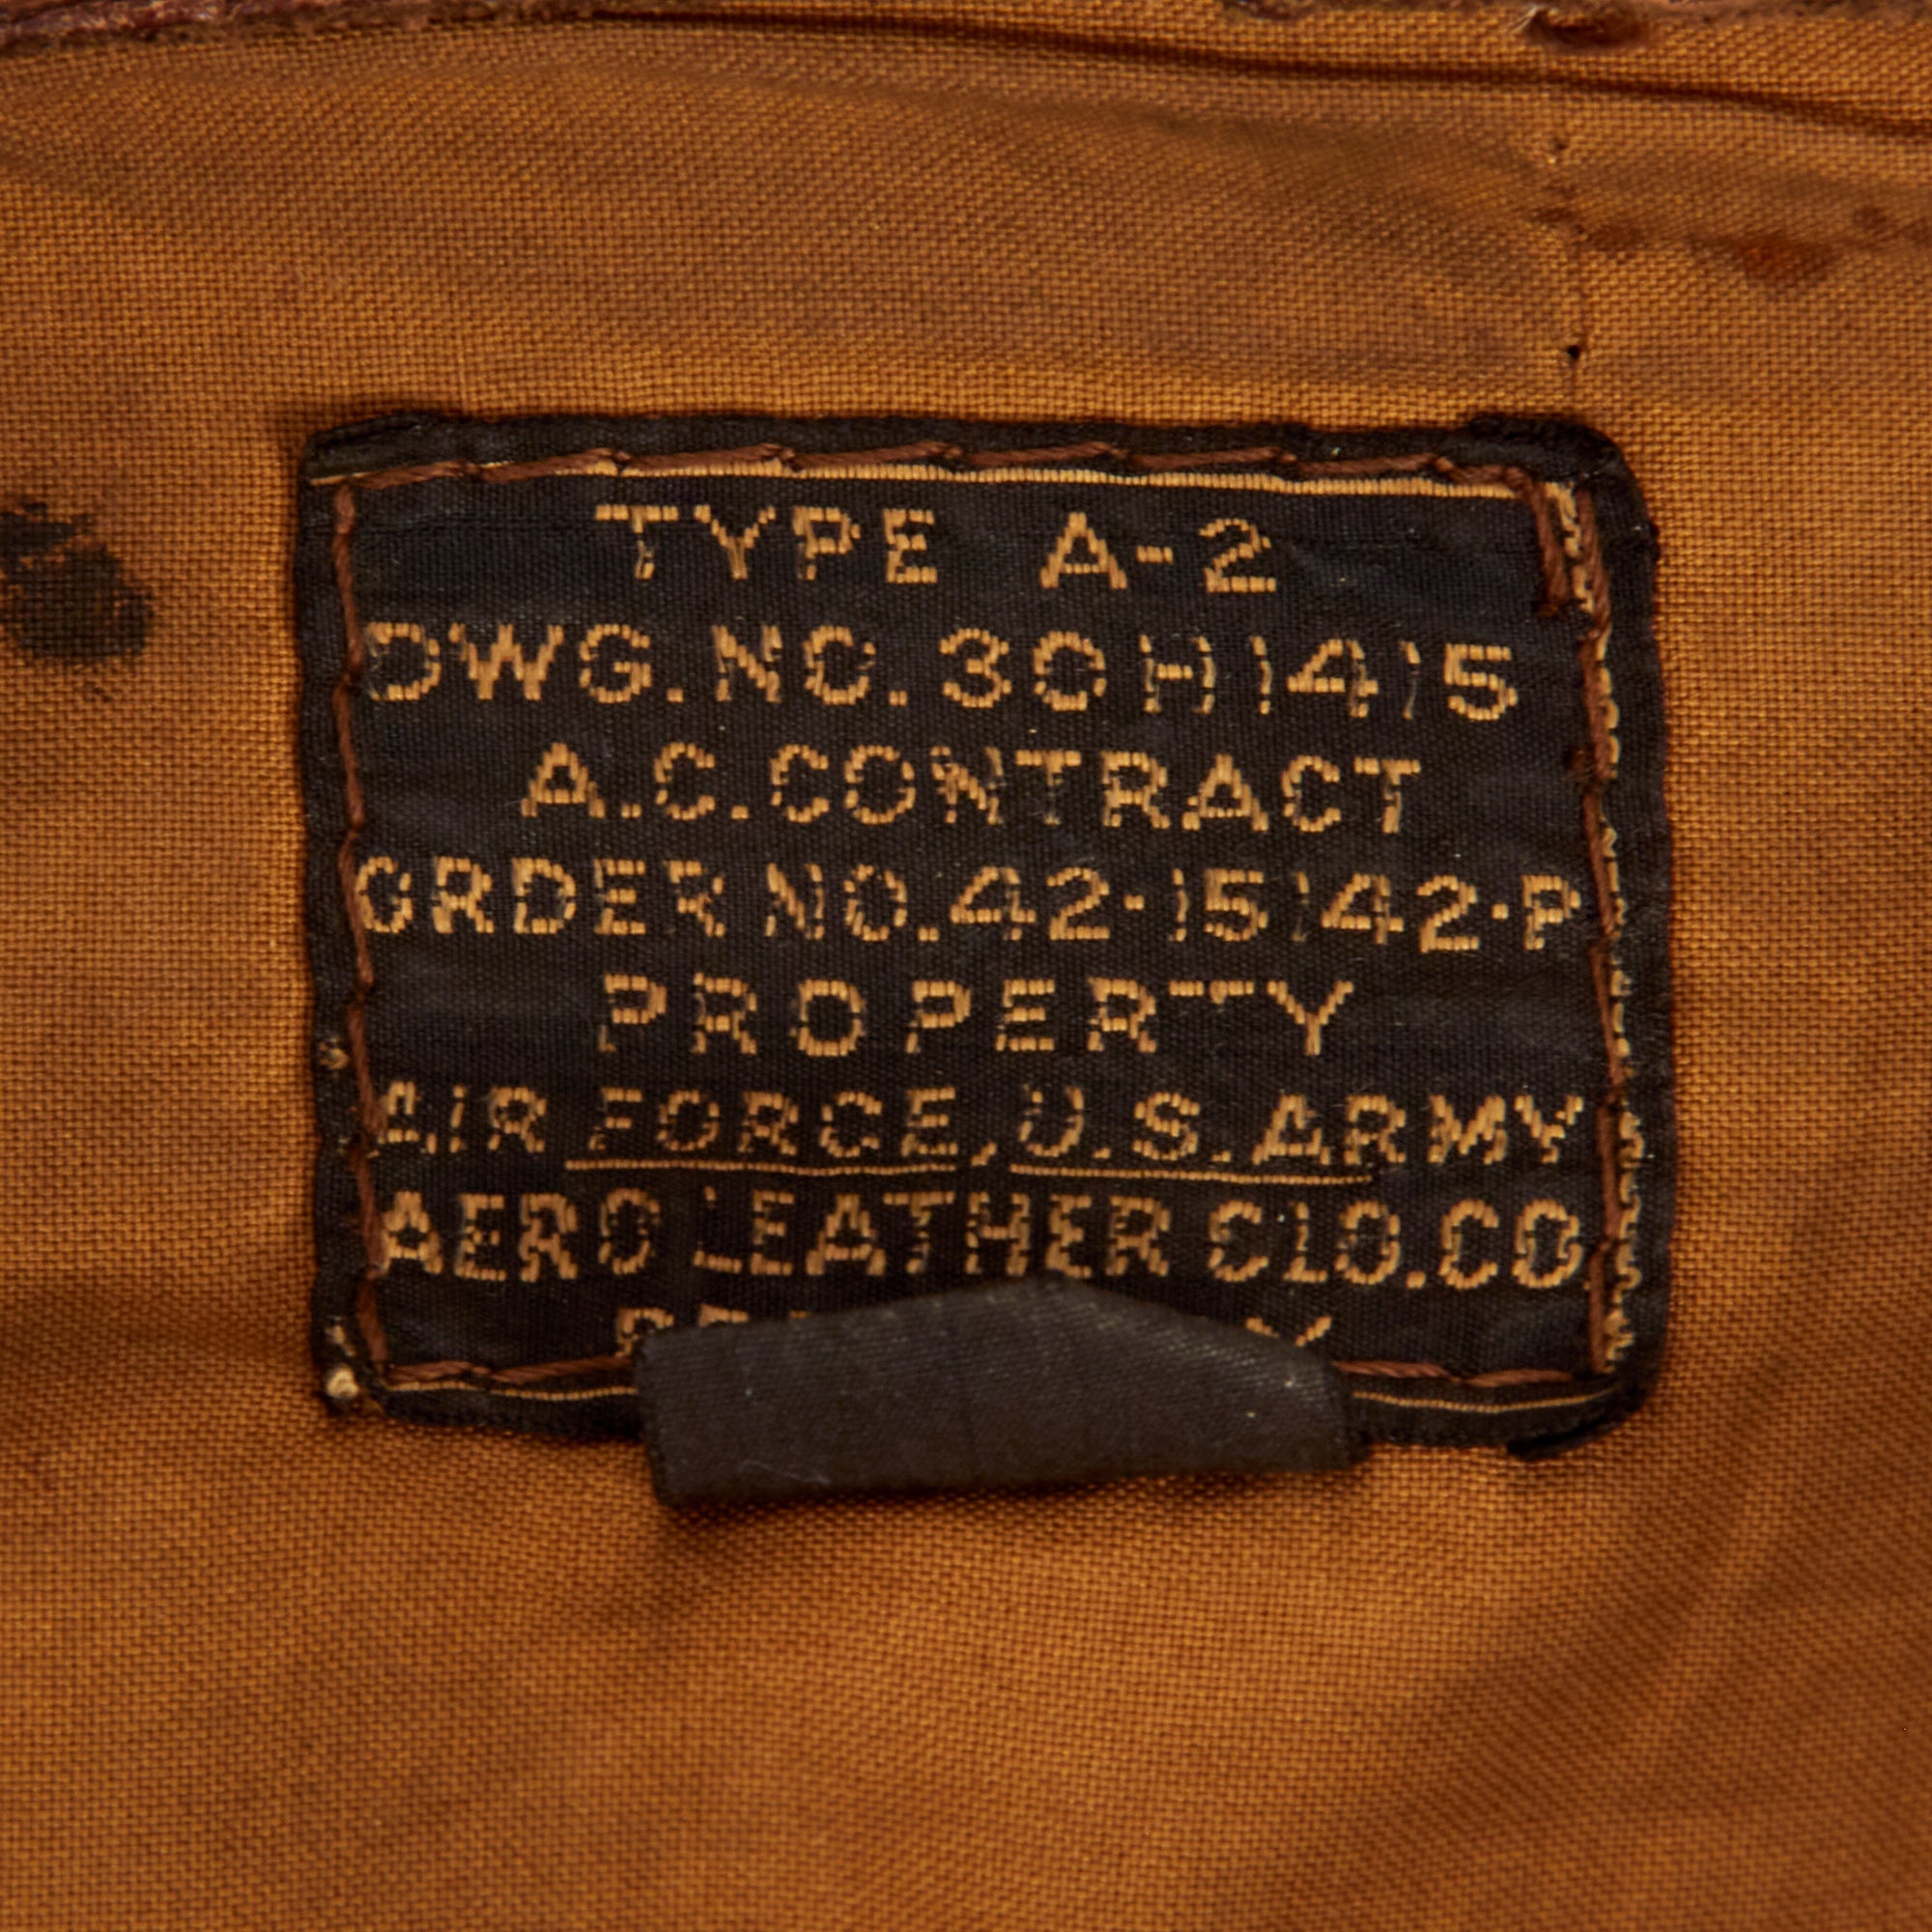 TYPE A-2
DWG. NO. 30H1415
A.C. CONTRACT
ORDER NO. 42-15142-P
PROPERTY
AIR FORCE, U.S. ARMY
AERO LEATHER CLO. CO